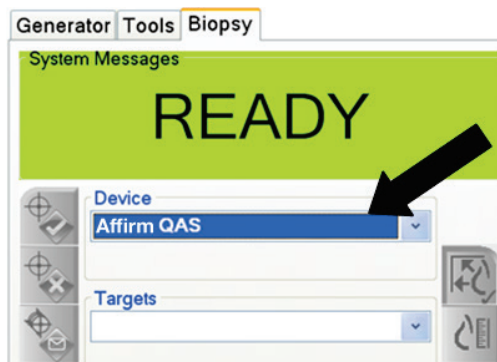 Generator Tools Biopsy
System Messages
READY
Device
Affirm QAS
Targets